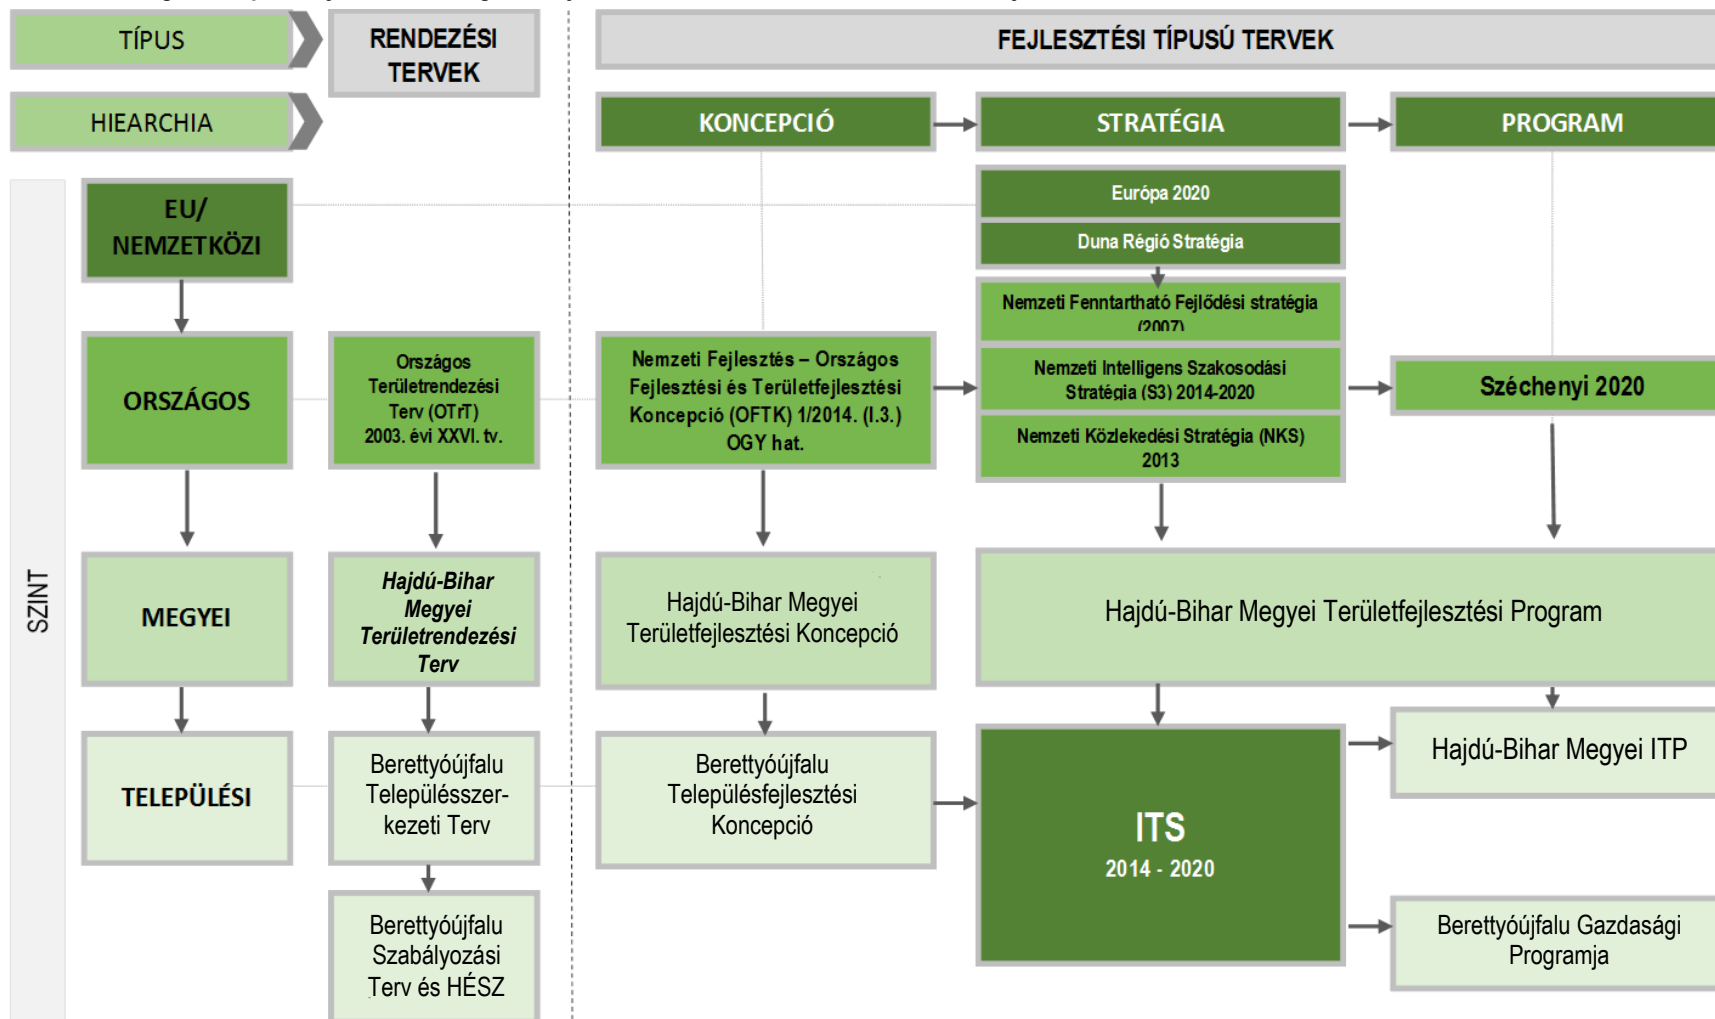 TÍPUS
RENDEZÉSI
TERVEK
FEJLESZTÉSI TÍPUSÚ TERVEK
HIEARCHIA
KONCEPCIÓ
STRATÉGIA
PROGRAM
SZINT
EU/
NEMZETKÖZI
Európa 2020
Duna Régió Stratégia
Nemzeti Fenntartható Fejlődési stratégia
(2007)
ORSZÁGOS
Országos
Területrendezési
Terv (OTrT)
2003. évi XXVI. tv.
Nemzeti Fejlesztés – Országos
Fejlesztési és Területfejlesztési
Koncepció (OFTK) 1/2014. (I.3.)
OGY hat.
Nemzeti Intelligens Szakosodási
Stratégia (S3) 2014-2020
Nemzeti Közlekedési Stratégia (NKS)
2013
Széchenyi 2020
MEGYEI
Hajdú-Bihar
Megyei
Területrendezési
Terv
Hajdú-Bihar Megyei
Területfejlesztési Koncepció
Hajdú-Bihar Megyei Területfejlesztési Program
TELEPÜLÉSI
Berettyóújfalu
Településszer-
kezeti Terv
Berettyóújfalu
Településfejlesztési
Koncepció
ITS
2014 - 2020
Hajdú-Bihar Megyei ITP
Berettyóújfalu
Szabályozási
Terv és HÉSZ
Berettyóújfalu Gazdasági
Programja